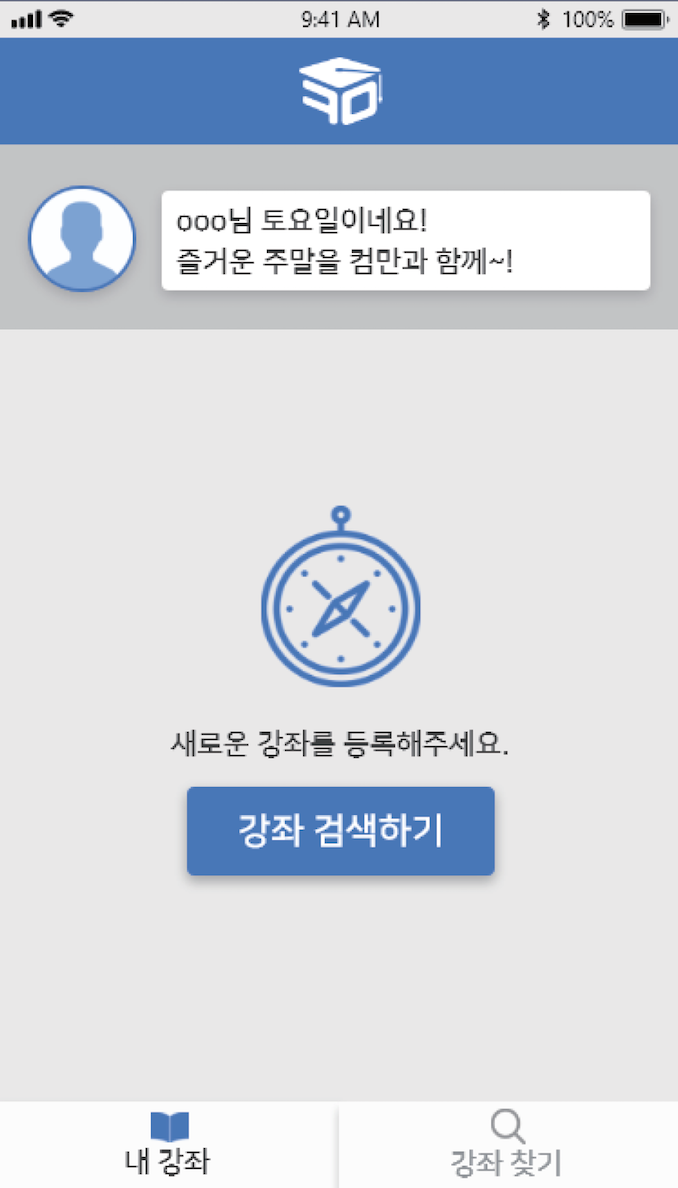 9:41 AM
100%
ooo님 토요일이네요!
즐거운 주말을 컴만과 함께~!
새로운 강좌를 등록해주세요.
강좌 검색하기
내 강좌
강좌 찾기